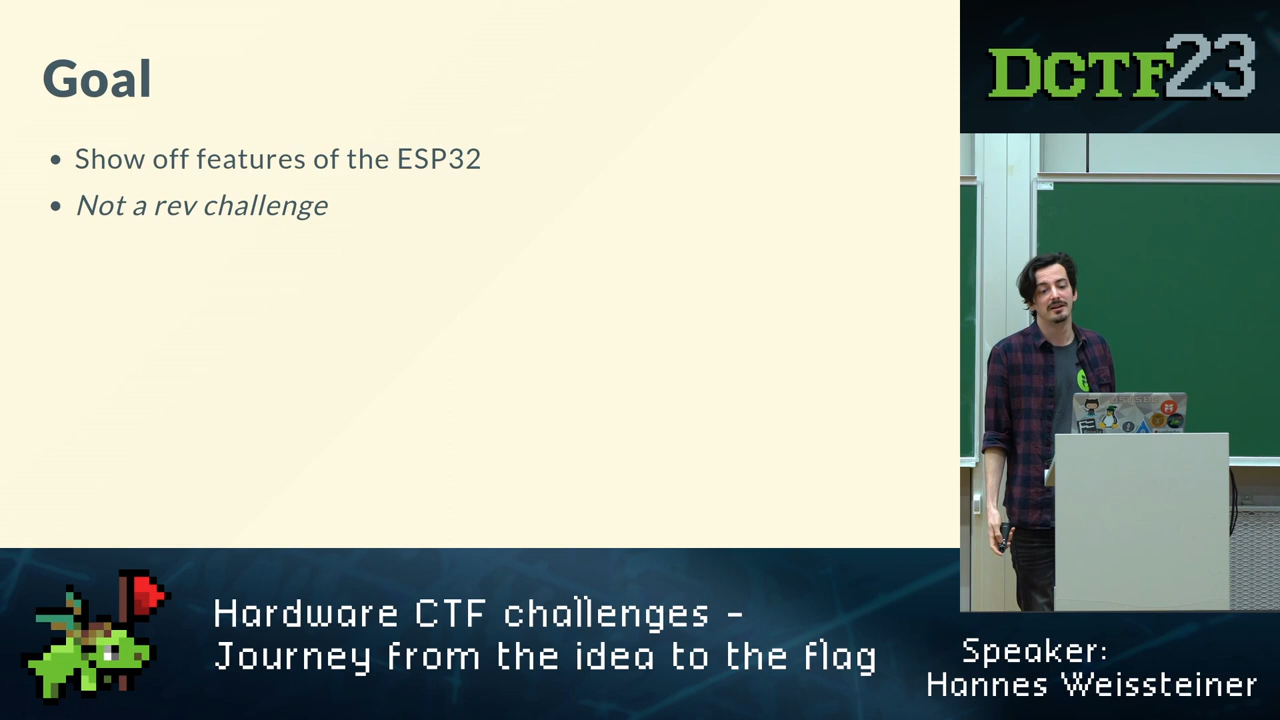 Goal
Show off features of the ESP32
Not a rev challenge
DCTF23
Hardware CTF challenges -
Journey from the idea to the flag
Speaker:
Hannes Weissteiner